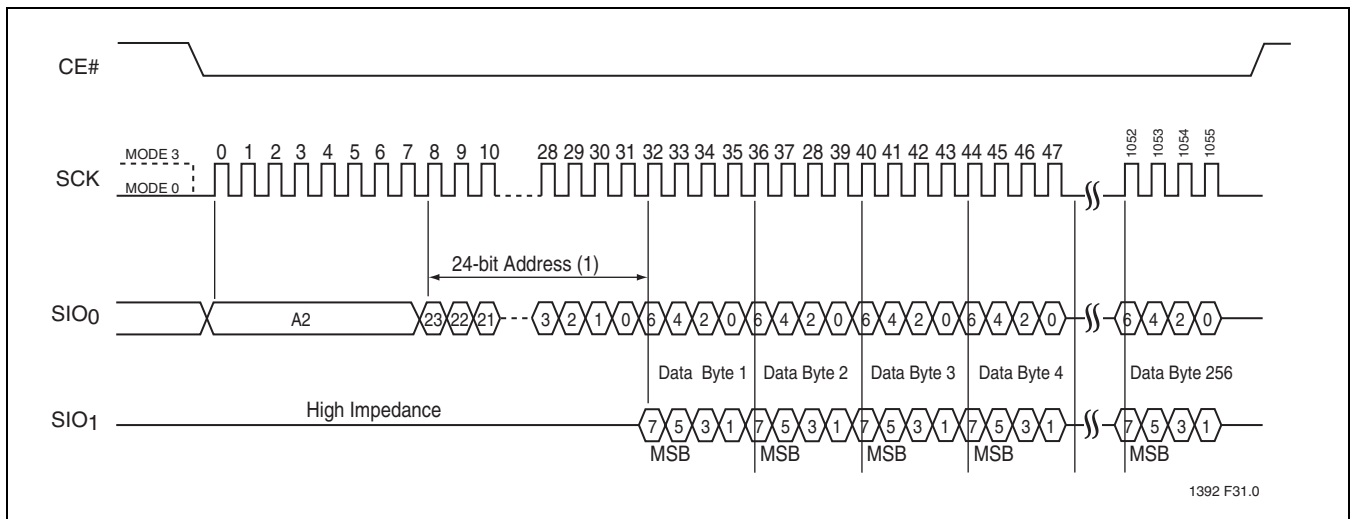 CE#
MODE 3
0 1 2 3 4 5 6 7 8 9 10 28 29 30 31 32 33 34 35 36 37 28 39 40 41 42 43 44 45 46 47 1052 1053 1054 1055
SCK
MODE 0
24-bit Address (1)
SIO0 A2 23 22 21 3 2 1 0 6 4 2 0 6 4 2 0 6 4 2 0 6 4 2 0 6 4 2 0
Data Byte 1 Data Byte 2 Data Byte 3 Data Byte 4 Data Byte 256
High Impedance
SIO1 7 5 3 1 7 5 3 1 7 5 3 1 7 5 3 1 7 5 3 1
MSB MSB MSB MSB MSB
1392 F31.0